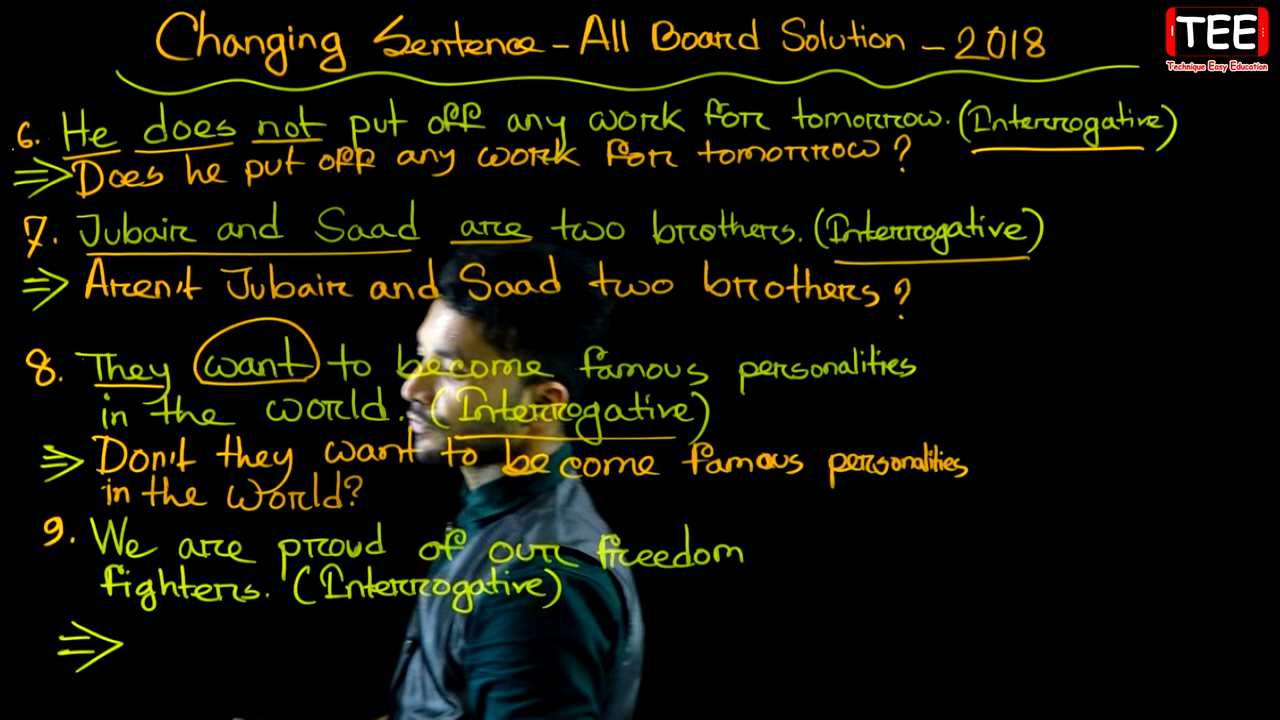 Changing Sentence - All Board Solution - 2018
TEE
Technique Easy Education
6. He does not put off any work for tomorrow. (Interrogative)
⇒ Does he put off any work for tomorrow?
7. Jubair and Saad are two brothers. (Interrogative)
⇒ Aren't Jubair and Saad two brothers?
8. They want to become famous personalities
in the world. (Interrogative)
⇒ Don't they want to become famous personalities
in the world?
9. We are proud of our freedom
fighters. (Interrogative)
⇒